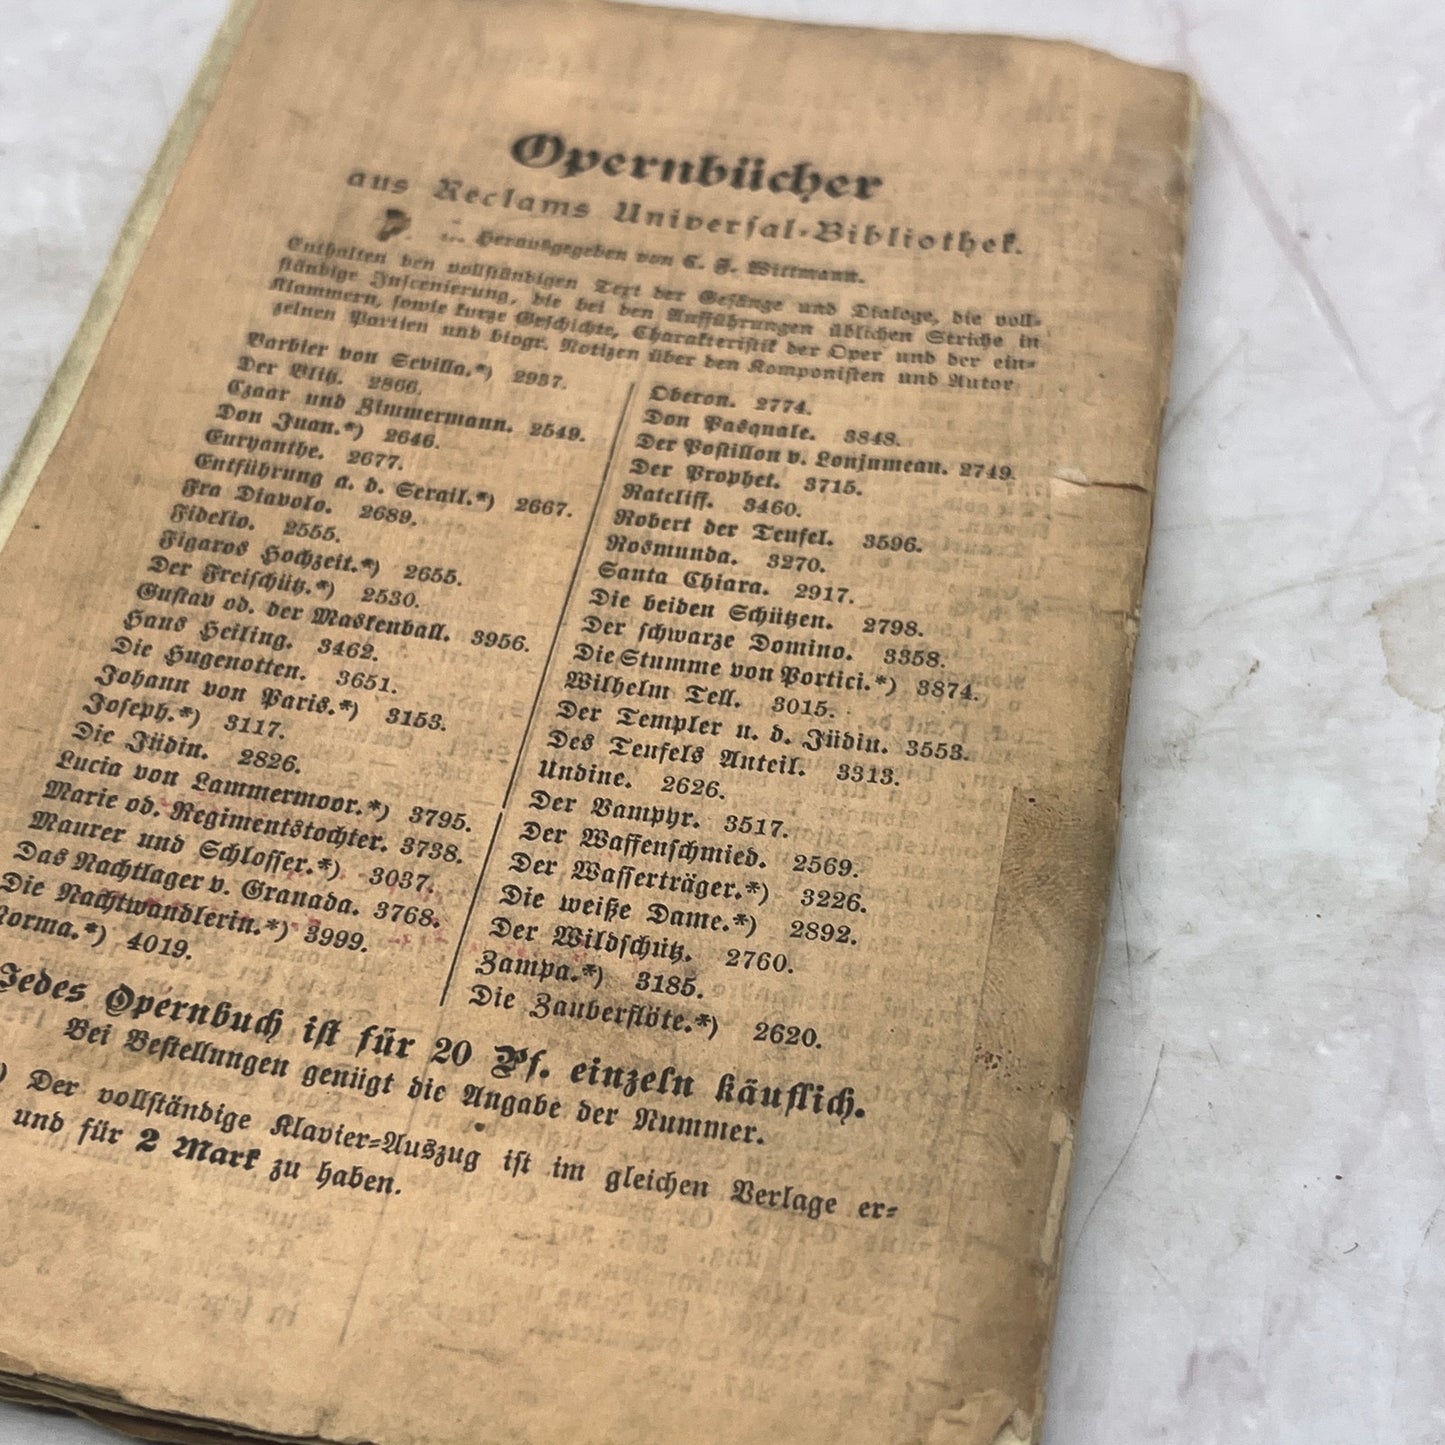 Opernbücher
aus Reclams Universal-Bibliothek.
Herausgegeben von C. F. Wittmann.
Enthalten den vollständigen Text der Gesänge und Dialoge, die voll-
ständige Inscenierung, die bei den Aufführungen üblichen Striche in
Klammern, sowie kurze Geschichte, Charakteristik der Oper und der ein-
zelnen Partien und biogr. Notizen über den Komponisten und Autor
Barbier von Sevilla.*) 2937.
Der Blitz. 2866.
Czaar und Zimmermann. 2549.
Don Juan.*) 2646.
Euryanthe. 2677.
Entführung a. d. Serail.*) 2667.
Fra Diavolo. 2689.
Fidelio. 2555.
Figaros Hochzeit.*) 2655.
Der Freischütz.*) 2530.
Gustav od. der Maskenball. 3956.
Hans Heiling. 3462.
Die Hugenotten. 3651.
Johann von Paris.*) 3153.
Joseph.*) 3117.
Die Jüdin. 2826.
Lucia von Lammermoor.*) 3795.
Marie od. Regimentstochter. 3738.
Maurer und Schlosser.*) 3037.
Das Nachtlager v. Granada. 3768.
Die Nachtwandlerin.*) 3999.
Norma.*) 4019.
Oberon. 2774.
Don Pasquale. 3848.
Der Postillon v. Lonjumeau. 2749.
Der Prophet. 3715.
Ratcliff. 3460.
Robert der Teufel. 3596.
Rosmunda. 3270.
Santa Chiara. 2917.
Die beiden Schützen. 2798.
Der schwarze Domino. 3358.
Die Stumme von Portici.*) 3874.
Wilhelm Tell. 3015.
Der Templer u. d. Jüdin. 3553.
Des Teufels Anteil. 3313.
Undine. 2626.
Der Vampyr. 3517.
Der Waffenschmied. 2569.
Der Wasserträger.*) 3226.
Die weiße Dame.*) 2892.
Der Wildschütz. 2760.
Zampa.*) 3185.
Die Zauberflöte.*) 2620.
Jedes Opernbuch ist für 20 Pf. einzeln käuflich.
Bei Bestellungen genügt die Angabe der Nummer.
) Der vollständige Klavier-Auszug ist im gleichen Verlage er-
und für 2 Mark zu haben.